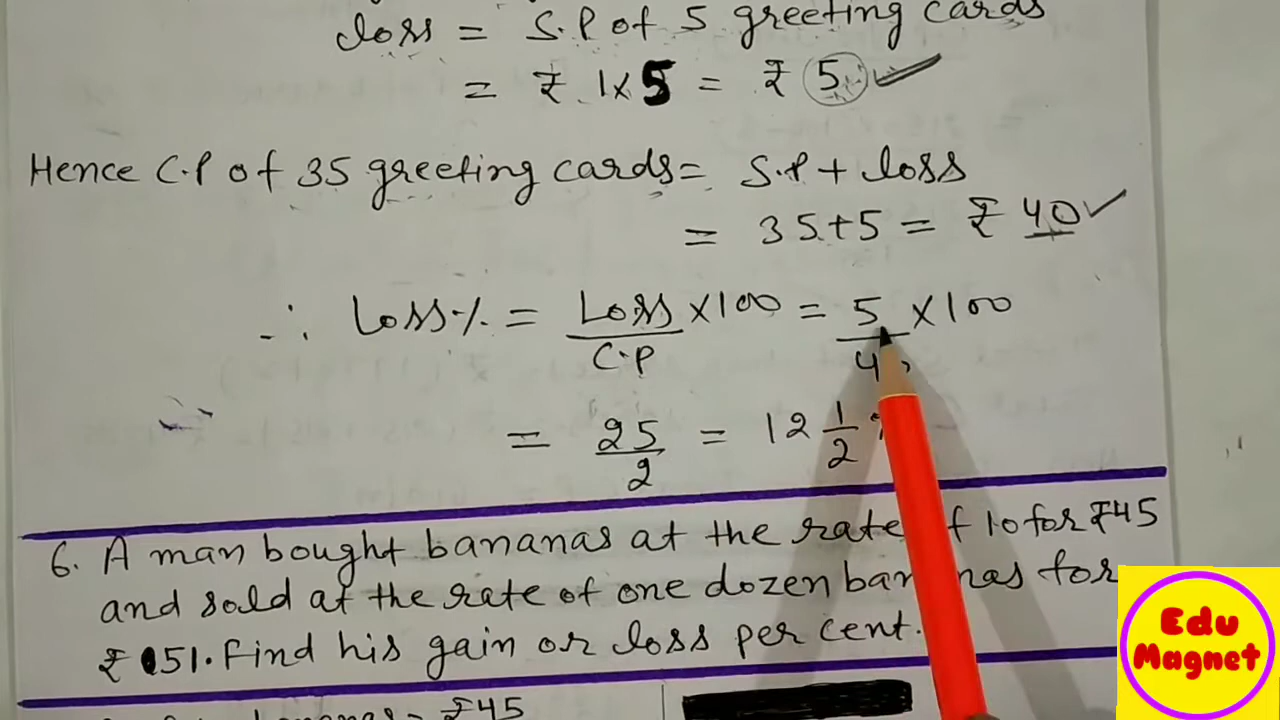 loss = S.P of 5 greeting cards
= ₹ 1×5 = ₹ 5
Hence C.P of 35 greeting cards = S.P + loss
= 35+5 = ₹ 40
∴ Loss% = Loss/C.P ×100 = 5/4 ×100
= 25/2 = 12 1/2 %
6. A man bought bananas at the rate of 10 for ₹45
and sold at the rate of one dozen bananas for
₹ 51. Find his gain or loss per cent.
bananas = ₹45
Edu
Magnet